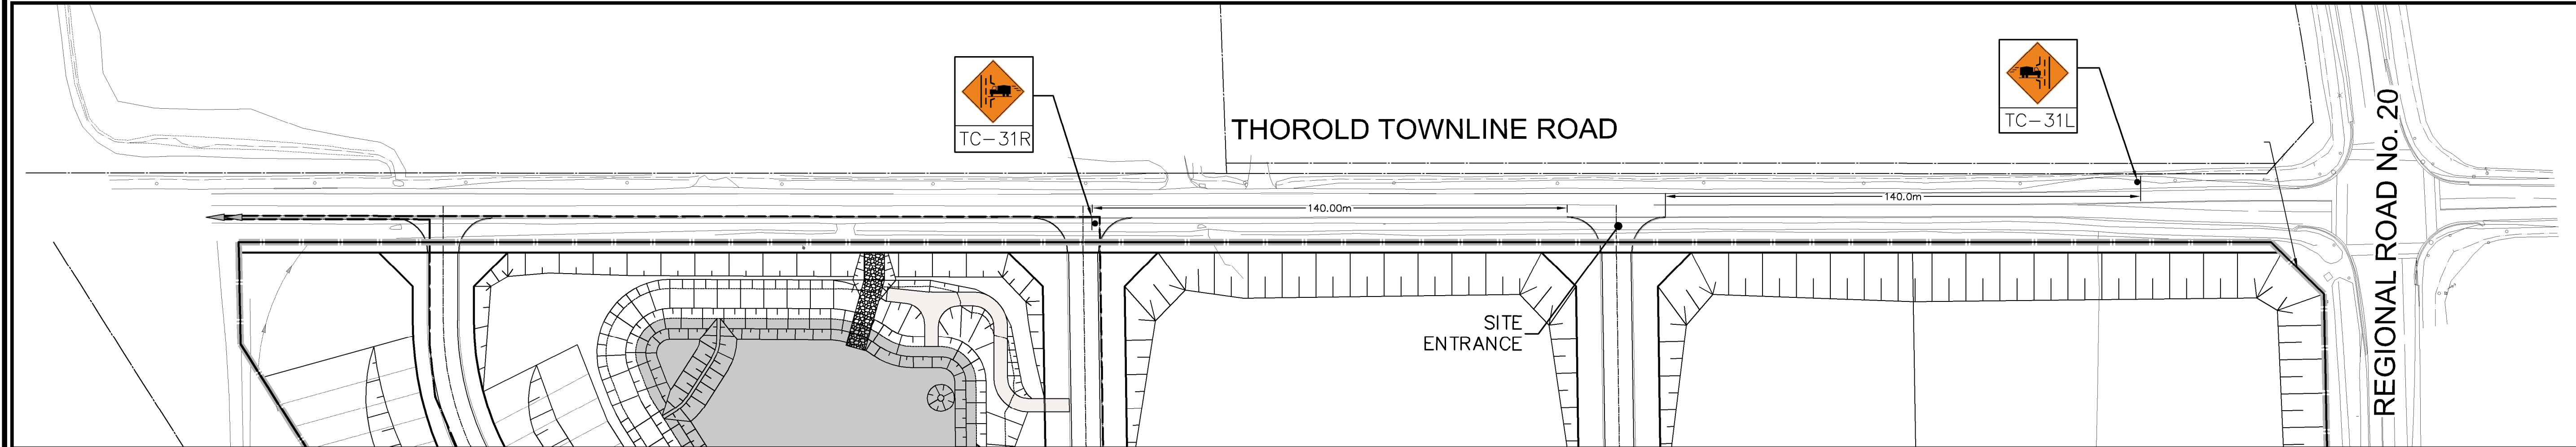 TC-31R
THOROLD TOWNLINE ROAD
TC-31L
REGIONAL ROAD No. 20
140.00m
140.0m
SITE
ENTRANCE